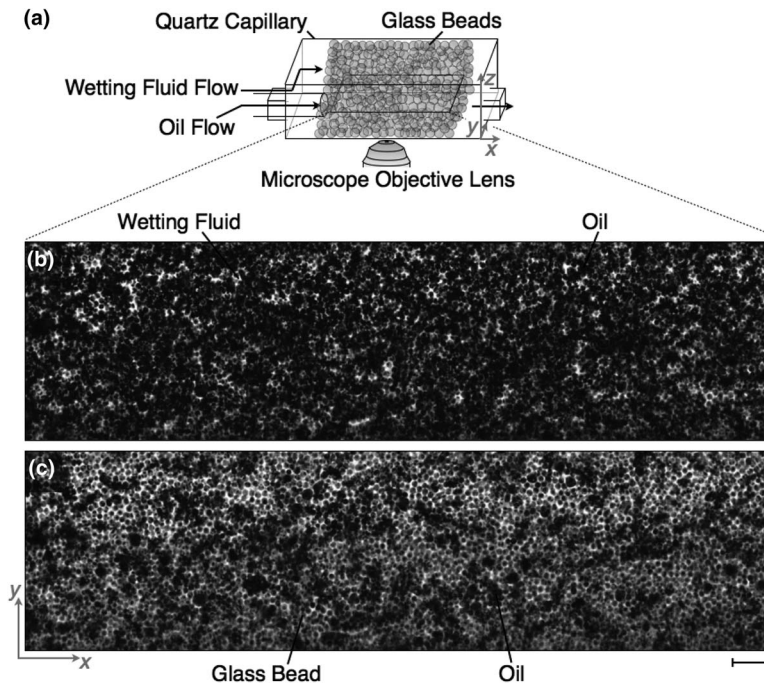 (a)
Quartz Capillary
Glass Beads
Wetting Fluid Flow
Oil Flow
z
y
x
Microscope Objective Lens
Wetting Fluid
Oil
(b)
(c)
y
x
Glass Bead
Oil